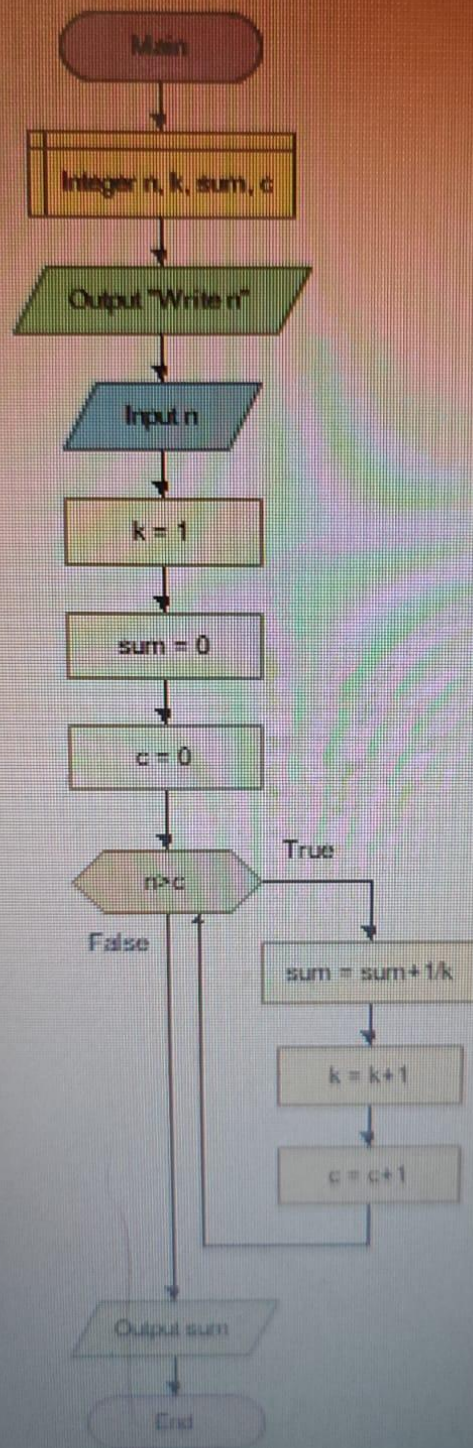 Main
Integer n, k, sum, c
Output "Write n"
Input n
k = 1
sum = 0
c = 0
n>c
True
False
sum = sum+1/k
k = k+1
c = c+1
Output sum
End